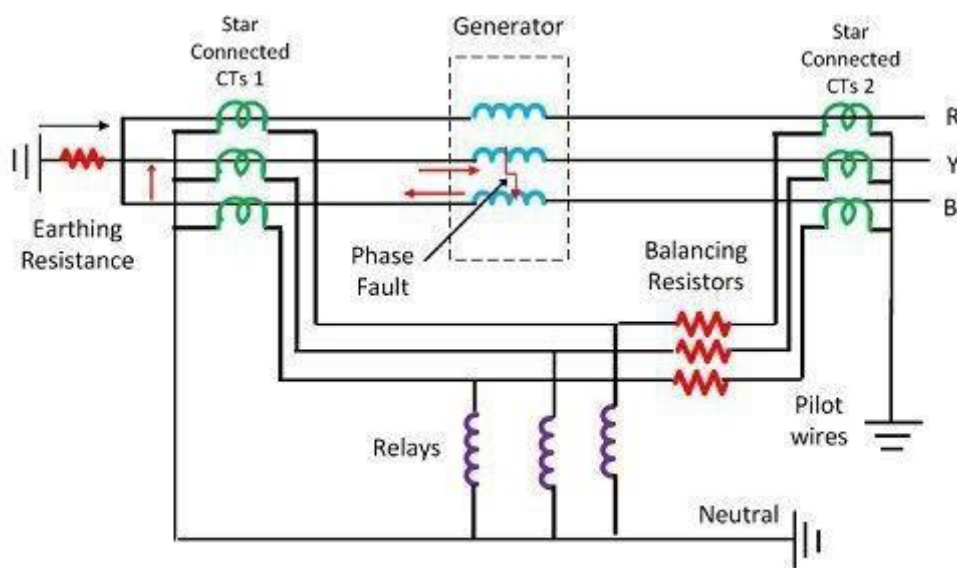 Star
Connected
CTs 1
Generator
Star
Connected
CTs 2
R
Y
B
Earthing
Resistance
Phase
Fault
Balancing
Resistors
Pilot
wires
Relays
Neutral